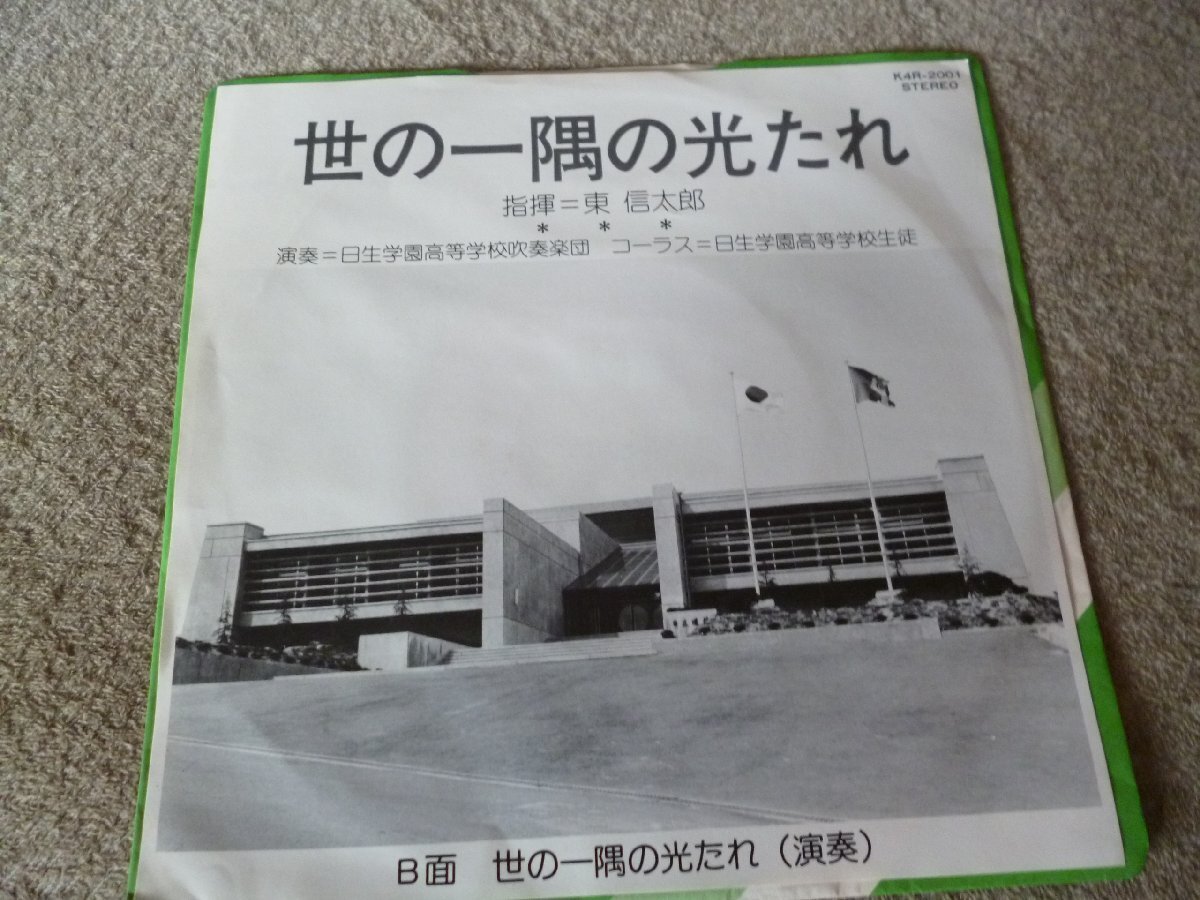 K4R-2001
STEREO
世の一隅の光たれ
指揮=東 信太郎
* * *
演奏=日生学園高等学校吹奏楽団 コーラス=日生学園高等学校生徒
B面 世の一隅の光たれ(演奏)